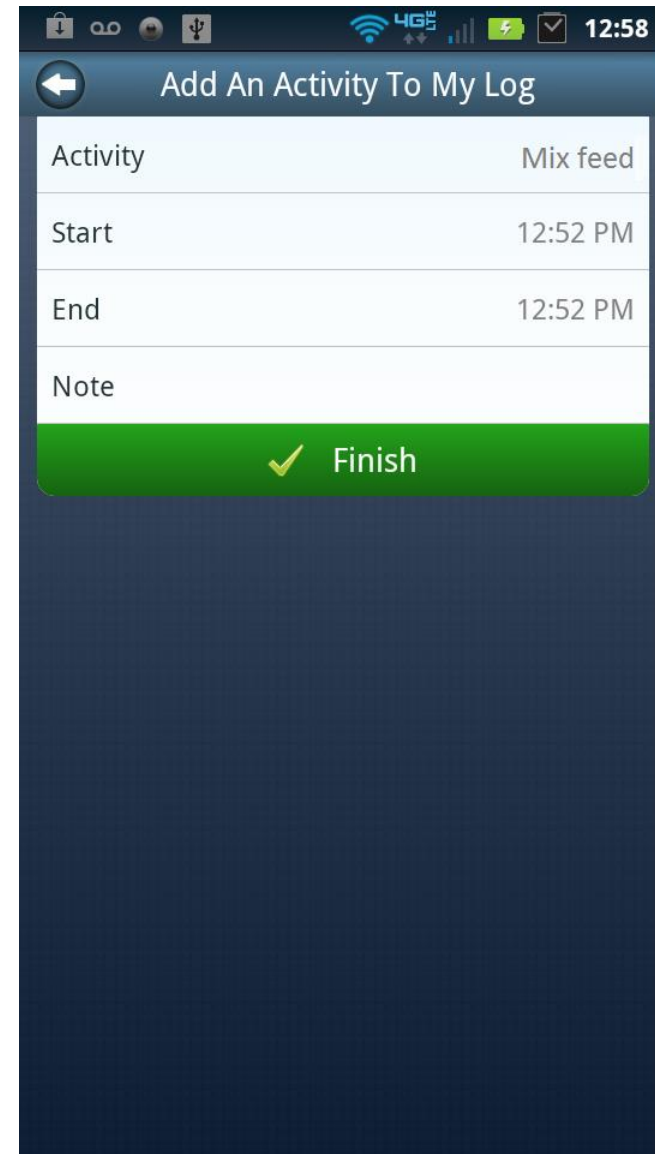 4G LTE 12:58
Add An Activity To My Log
Activity Mix feed
Start 12:52 PM
End 12:52 PM
Note
Finish